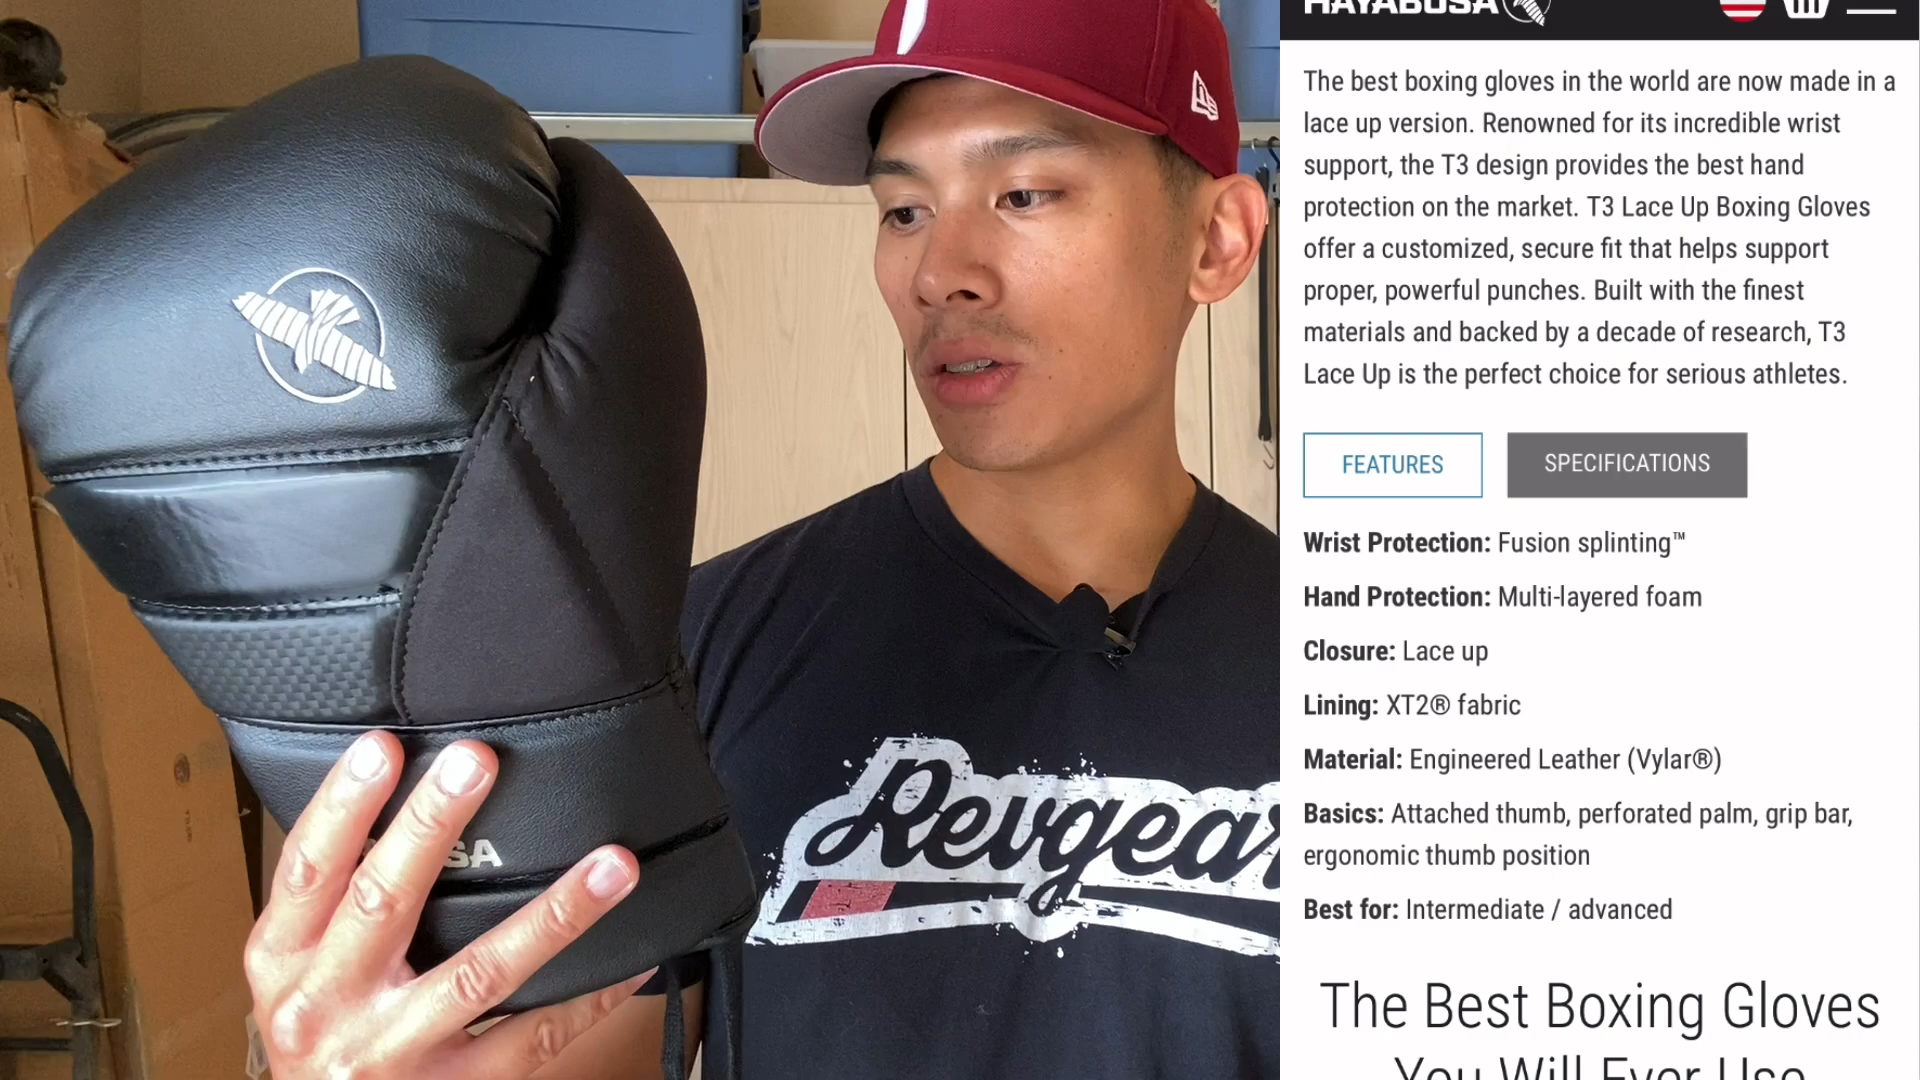 HAYABUSA
The best boxing gloves in the world are now made in a
lace up version. Renowned for its incredible wrist
support, the T3 design provides the best hand
protection on the market. T3 Lace Up Boxing Gloves
offer a customized, secure fit that helps support
proper, powerful punches. Built with the finest
materials and backed by a decade of research, T3
Lace Up is the perfect choice for serious athletes.
FEATURES
SPECIFICATIONS
Wrist Protection: Fusion splinting™
Hand Protection: Multi-layered foam
Closure: Lace up
Lining: XT2® fabric
Material: Engineered Leather (Vylar®)
Basics: Attached thumb, perforated palm, grip bar,
ergonomic thumb position
Best for: Intermediate / advanced
The Best Boxing Gloves
You Will Ever Use
Revgear